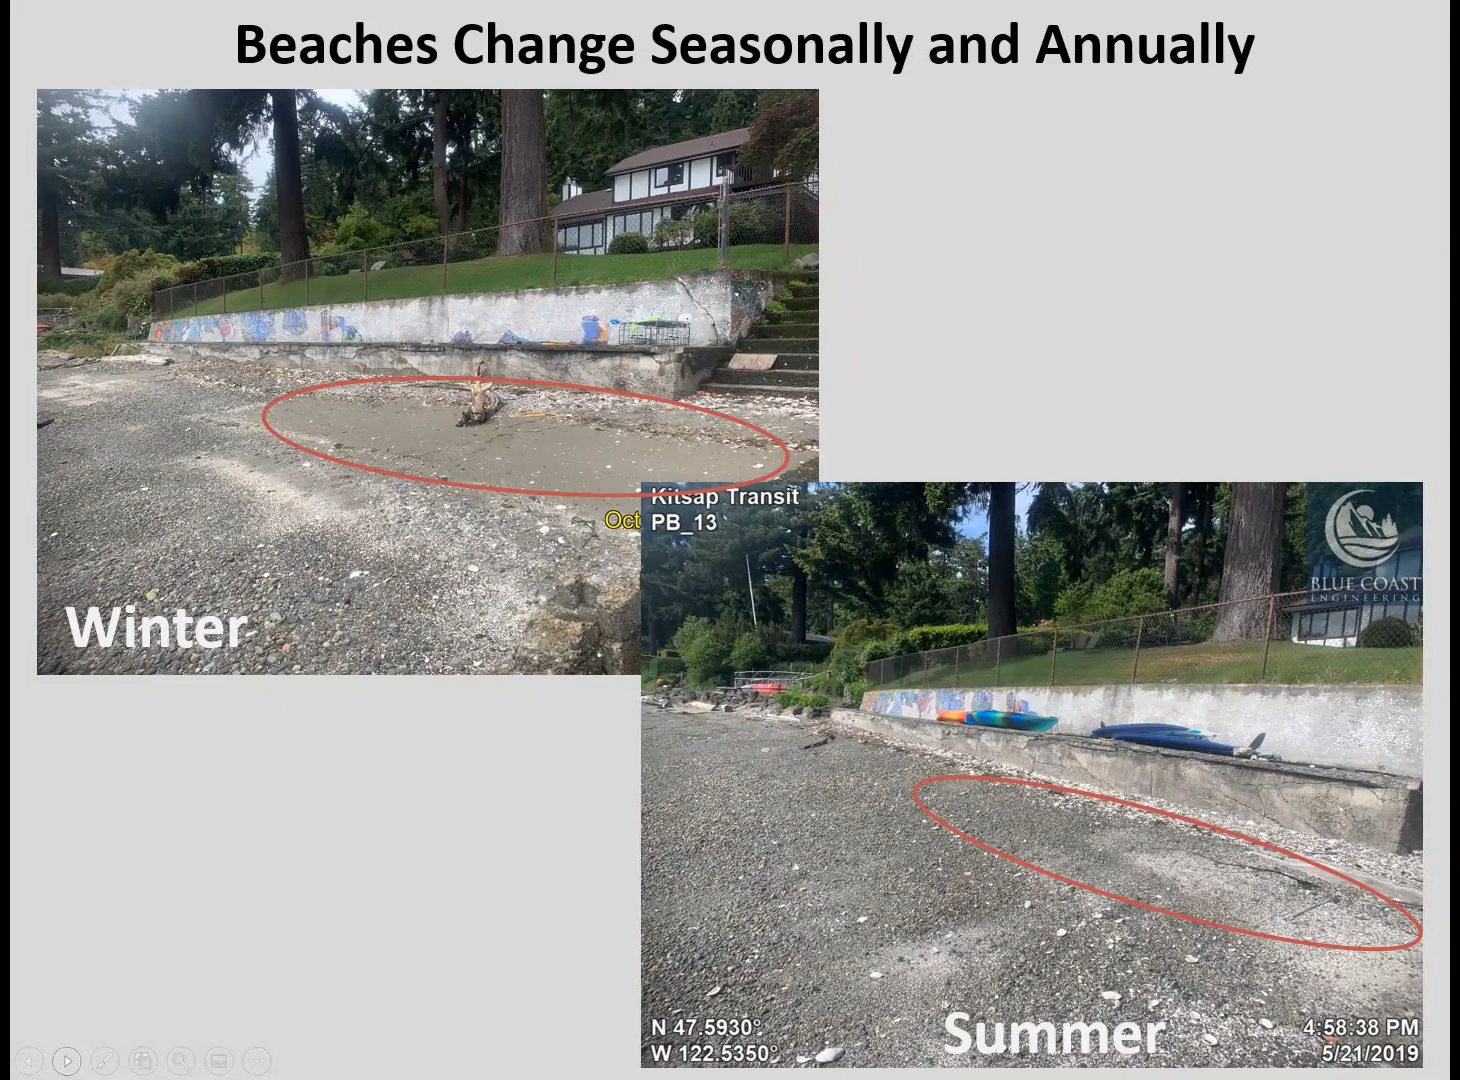 Beaches Change Seasonally and Annually
Oct
Winter
Kitsap Transit
PB_13
BLUE COAST
ENGINEERING
N 47.5930°
W 122.5350°
Summer
4:58:38 PM
5/21/2019